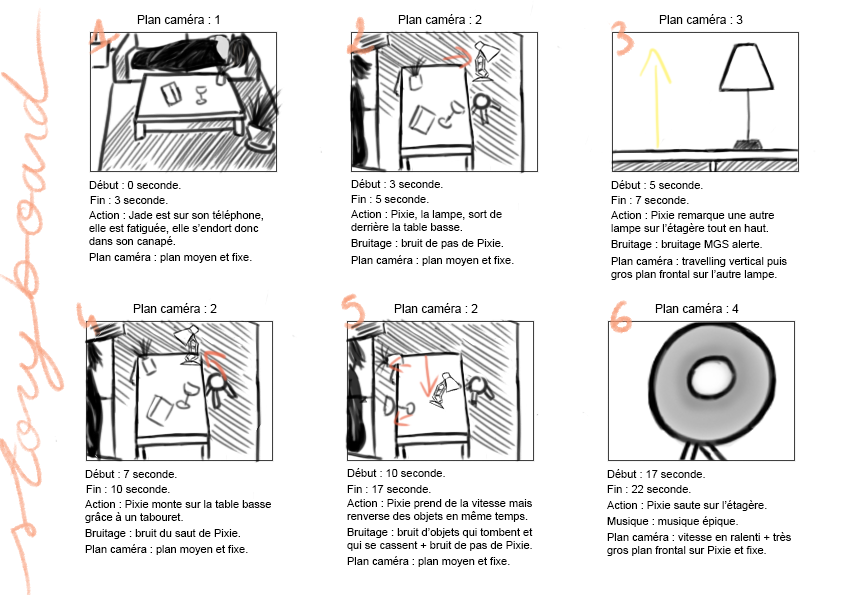 storyboard
Plan caméra : 1
1
Début : 0 seconde.
Fin : 3 seconde.
Action : Jade est sur son téléphone,
elle est fatiguée, elle s'endort donc
dans son canapé.
Plan caméra : plan moyen et fixe.
Plan caméra : 2
2
Début : 3 seconde.
Fin : 5 seconde.
Action : Pixie, la lampe, sort de
derrière la table basse.
Bruitage : bruit de pas de Pixie.
Plan caméra : plan moyen et fixe.
Plan caméra : 3
3
Début : 5 seconde.
Fin : 7 seconde.
Action : Pixie remarque une autre
lampe sur l'étagère tout en haut.
Bruitage : bruitage MGS alerte.
Plan caméra : travelling vertical puis
gros plan frontal sur l'autre lampe.
Plan caméra : 2
4
Début : 7 seconde.
Fin : 10 seconde.
Action : Pixie monte sur la table basse
grâce à un tabouret.
Bruitage : bruit du saut de Pixie.
Plan caméra : plan moyen et fixe.
Plan caméra : 2
5
Début : 10 seconde.
Fin : 17 seconde.
Action : Pixie prend de la vitesse mais
renverse des objets en même temps.
Bruitage : bruit d'objets qui tombent et
qui se cassent + bruit de pas de Pixie.
Plan caméra : plan moyen et fixe.
Plan caméra : 4
6
Début : 17 seconde.
Fin : 22 seconde.
Action : Pixie saute sur l'étagère.
Musique : musique épique.
Plan caméra : vitesse en ralenti + très
gros plan frontal sur Pixie et fixe.